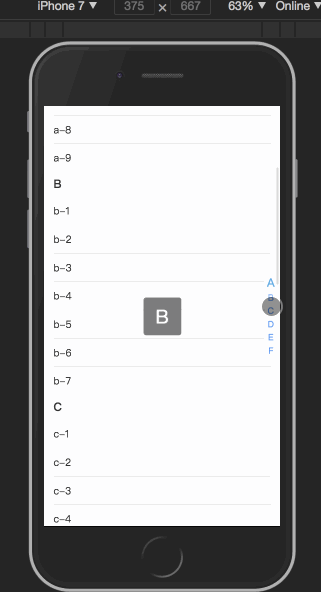 iPhone 7 ▼ 375 × 667 63% ▼ Online ▼
a-8
a-9
B
b-1
b-2
b-3
b-4
b-5
b-6
b-7
C
c-1
c-2
c-3
c-4
B
A
B
C
D
E
F